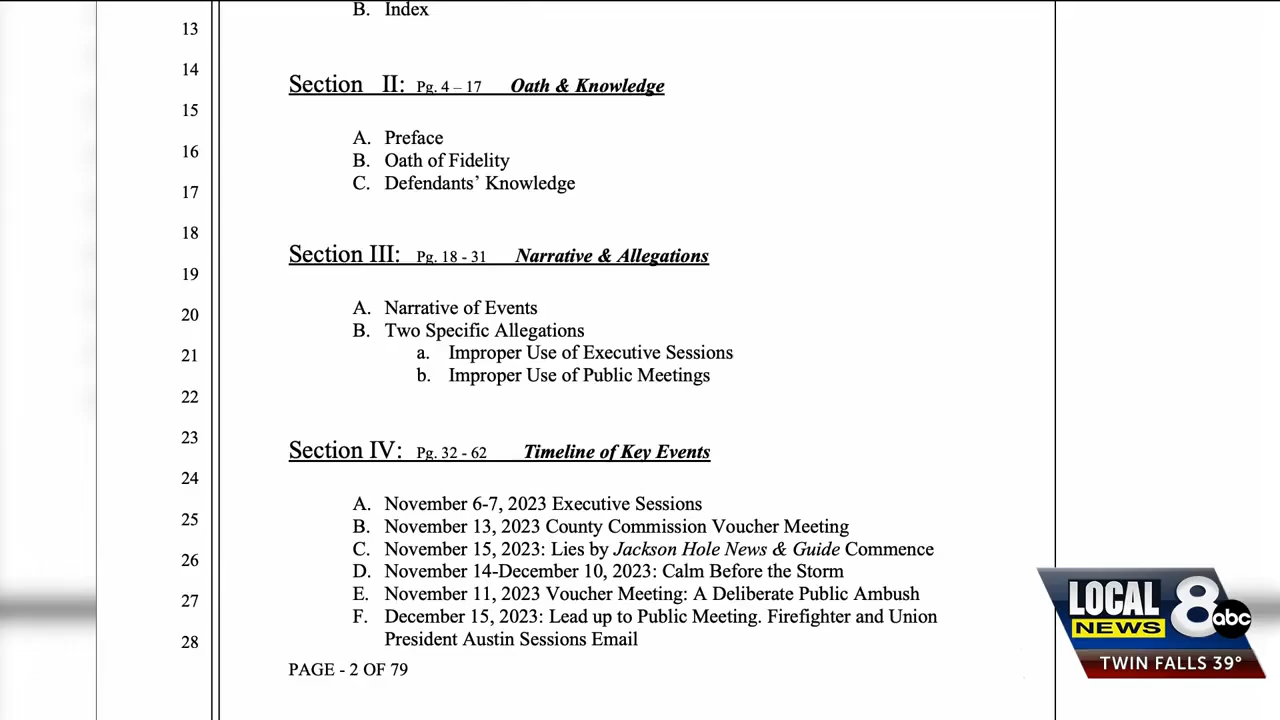 B. Index
13
14
Section II: Pg. 4 – 17 Oath & Knowledge
15
A. Preface
16
B. Oath of Fidelity
C. Defendants’ Knowledge
17
18
Section III: Pg. 18 - 31 Narrative & Allegations
19
A. Narrative of Events
20
B. Two Specific Allegations
21
a. Improper Use of Executive Sessions
b. Improper Use of Public Meetings
22
23
Section IV: Pg. 32 - 62 Timeline of Key Events
24
A. November 6-7, 2023 Executive Sessions
25
B. November 13, 2023 County Commission Voucher Meeting
C. November 15, 2023: Lies by Jackson Hole News & Guide Commence
26
D. November 14-December 10, 2023: Calm Before the Storm
E. November 11, 2023 Voucher Meeting: A Deliberate Public Ambush
27
F. December 15, 2023: Lead up to Public Meeting. Firefighter and Union
President Austin Sessions Email
28
PAGE - 2 OF 79
LOCAL
NEWS 8 abc
TWIN FALLS 39°